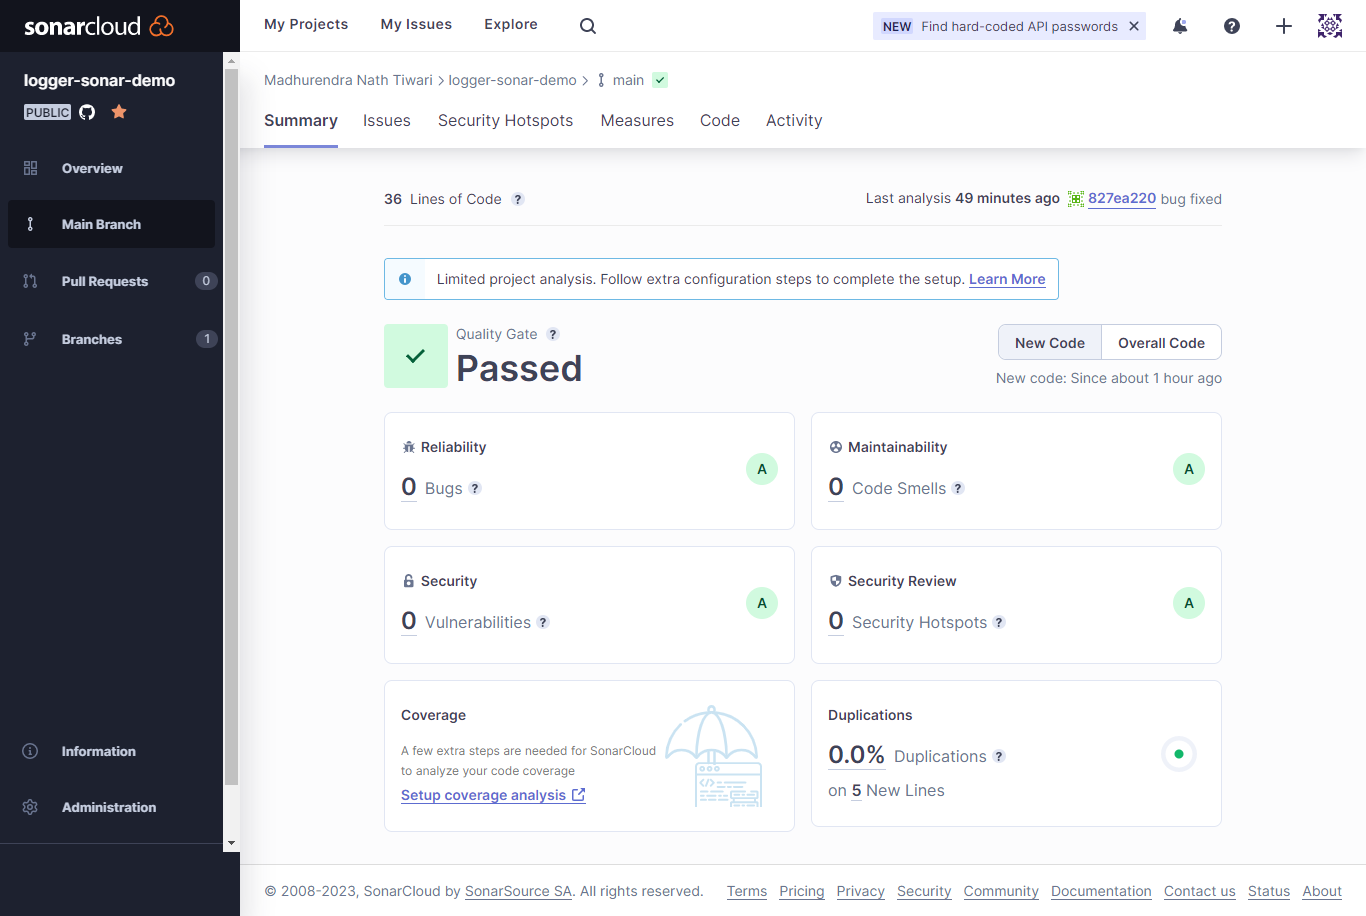 sonarcloud
My Projects My Issues Explore
NEW Find hard-coded API passwords
logger-sonar-demo
PUBLIC
Overview
Main Branch
Pull Requests 0
Branches 1
Information
Administration
Madhurendra Nath Tiwari > logger-sonar-demo > main
Summary Issues Security Hotspots Measures Code Activity
36 Lines of Code ?
Last analysis 49 minutes ago 827ea220 bug fixed
Limited project analysis. Follow extra configuration steps to complete the setup. Learn More
Quality Gate ?
Passed
New Code Overall Code
New code: Since about 1 hour ago
Reliability
0 Bugs ?
A
Maintainability
0 Code Smells ?
A
Security
0 Vulnerabilities ?
A
Security Review
0 Security Hotspots ?
A
Coverage
A few extra steps are needed for SonarCloud
to analyze your code coverage
Setup coverage analysis
Duplications
0.0% Duplications ?
on 5 New Lines
© 2008-2023, SonarCloud by SonarSource SA. All rights reserved. Terms Pricing Privacy Security Community Documentation Contact us Status About